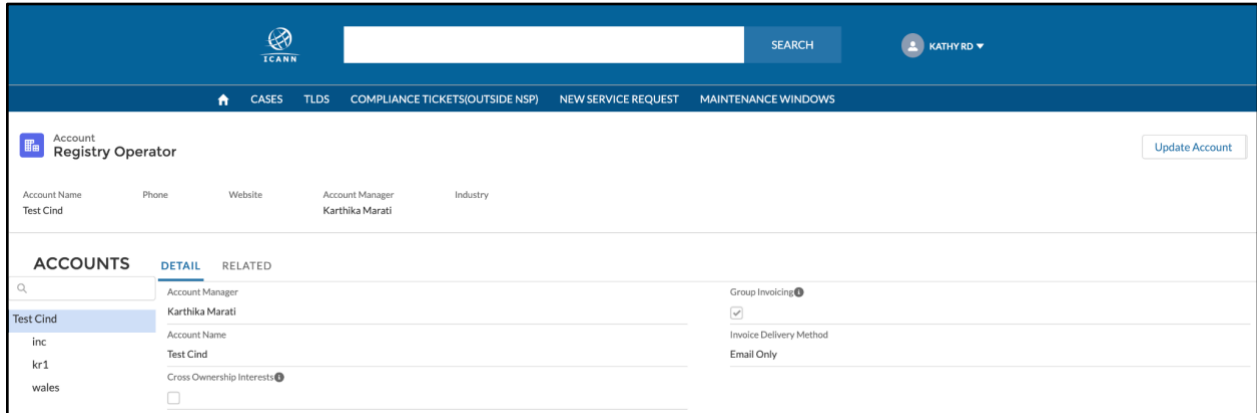 ICANN
SEARCH
KATHY RD
CASES TLDS COMPLIANCE TICKETS(OUTSIDE NSP) NEW SERVICE REQUEST MAINTENANCE WINDOWS
Account
Registry Operator
Update Account
Account Name Phone Website Account Manager Industry
Test Cind Karthika Marati
ACCOUNTS
DETAIL RELATED
Test Cind
inc
kr1
wales
Account Manager
Karthika Marati
Account Name
Test Cind
Cross Ownership Interests
Group Invoicing
Invoice Delivery Method
Email Only